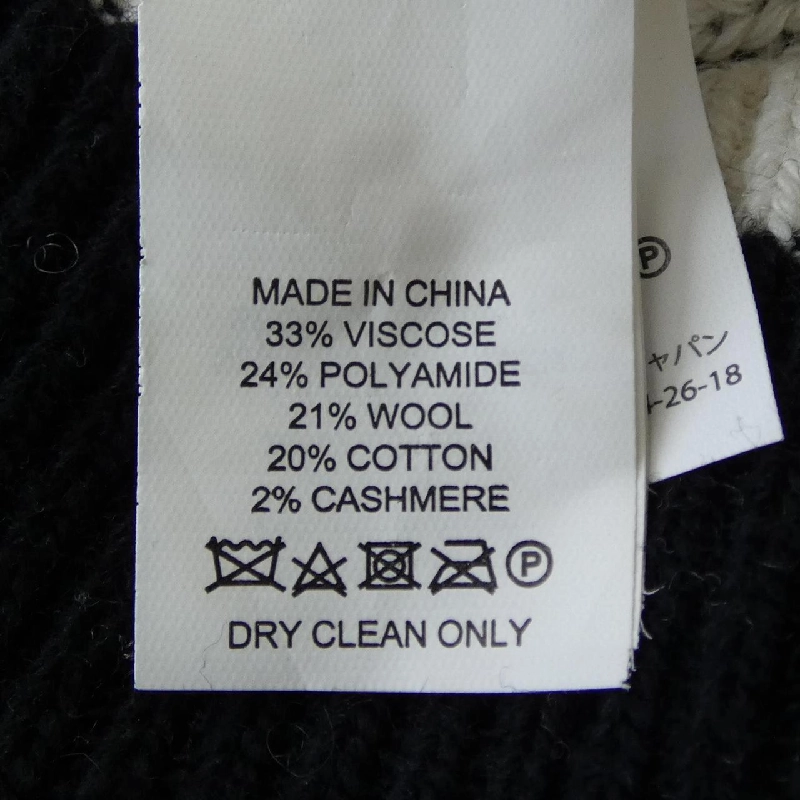 MADE IN CHINA
33% VISCOSE
24% POLYAMIDE
21% WOOL
20% COTTON
2% CASHMERE
P
DRY CLEAN ONLY
P
ャパン
-26-18